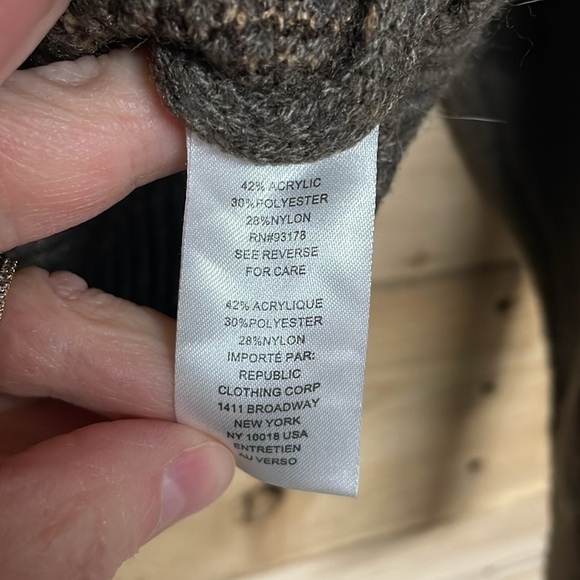 42% ACRYLIC
30%POLYESTER
28%NYLON
RN#93178
SEE REVERSE
FOR CARE
42% ACRYLIQUE
30%POLYESTER
28%NYLON
IMPORTÉ PAR:
REPUBLIC
CLOTHING CORP
1411 BROADWAY
NEW YORK
NY 10018 USA
ENTRETIEN
AU VERSO